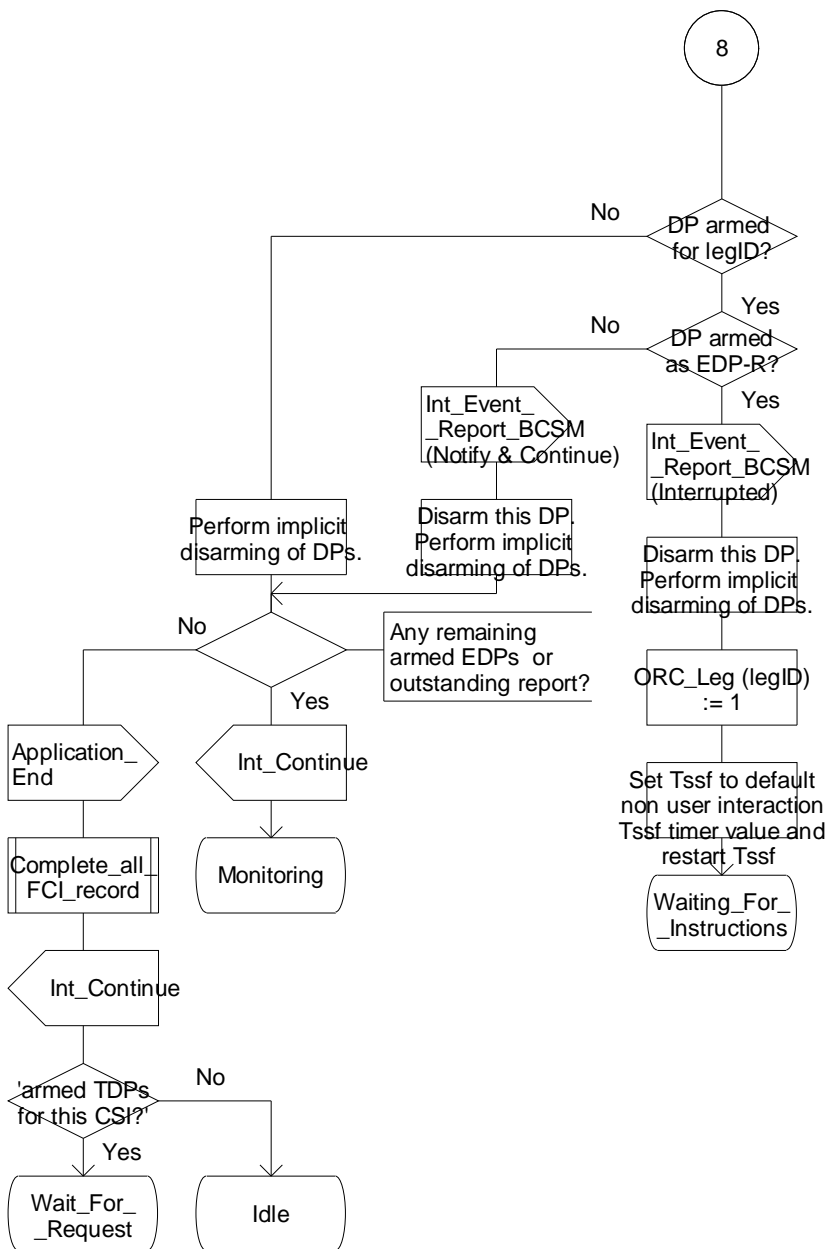 8
No
DP armed
for legID?
Yes
No
DP armed
as EDP-R?
Yes
Int_Event_
_Report_BCSM
(Notify & Continue)
Int_Event_
_Report_BCSM
(Interrupted)
Perform implicit
disarming of DPs.
Disarm this DP.
Perform implicit
disarming of DPs.
Disarm this DP.
Perform implicit
disarming of DPs.
No
Any remaining
armed EDPs or
outstanding report?
Yes
ORC_Leg (legID)
:= 1
Application_
End
Int_Continue
Set Tssf to default
non user interaction
Tssf timer value and
restart Tssf
Complete_all_
FCI_record
Monitoring
Waiting_For_
_Instructions
Int_Continue
'armed TDPs
for this CSI?'
No
Yes
Wait_For_
_Request
Idle